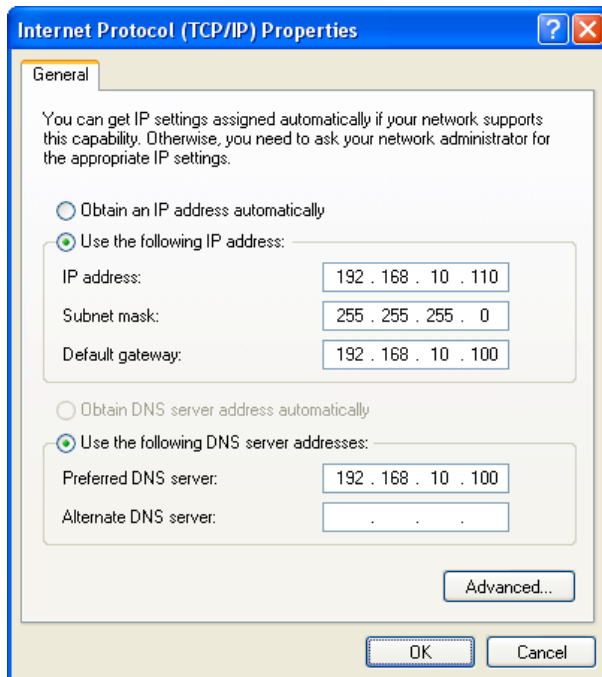 Internet Protocol (TCP/IP) Properties
General
You can get IP settings assigned automatically if your network supports
this capability. Otherwise, you need to ask your network administrator for
the appropriate IP settings.
Obtain an IP address automatically
Use the following IP address:
IP address: 192 . 168 . 10 . 110
Subnet mask: 255 . 255 . 255 . 0
Default gateway: 192 . 168 . 10 . 100
Obtain DNS server address automatically
Use the following DNS server addresses:
Preferred DNS server: 192 . 168 . 10 . 100
Alternate DNS server: . . .
Advanced...
OK Cancel